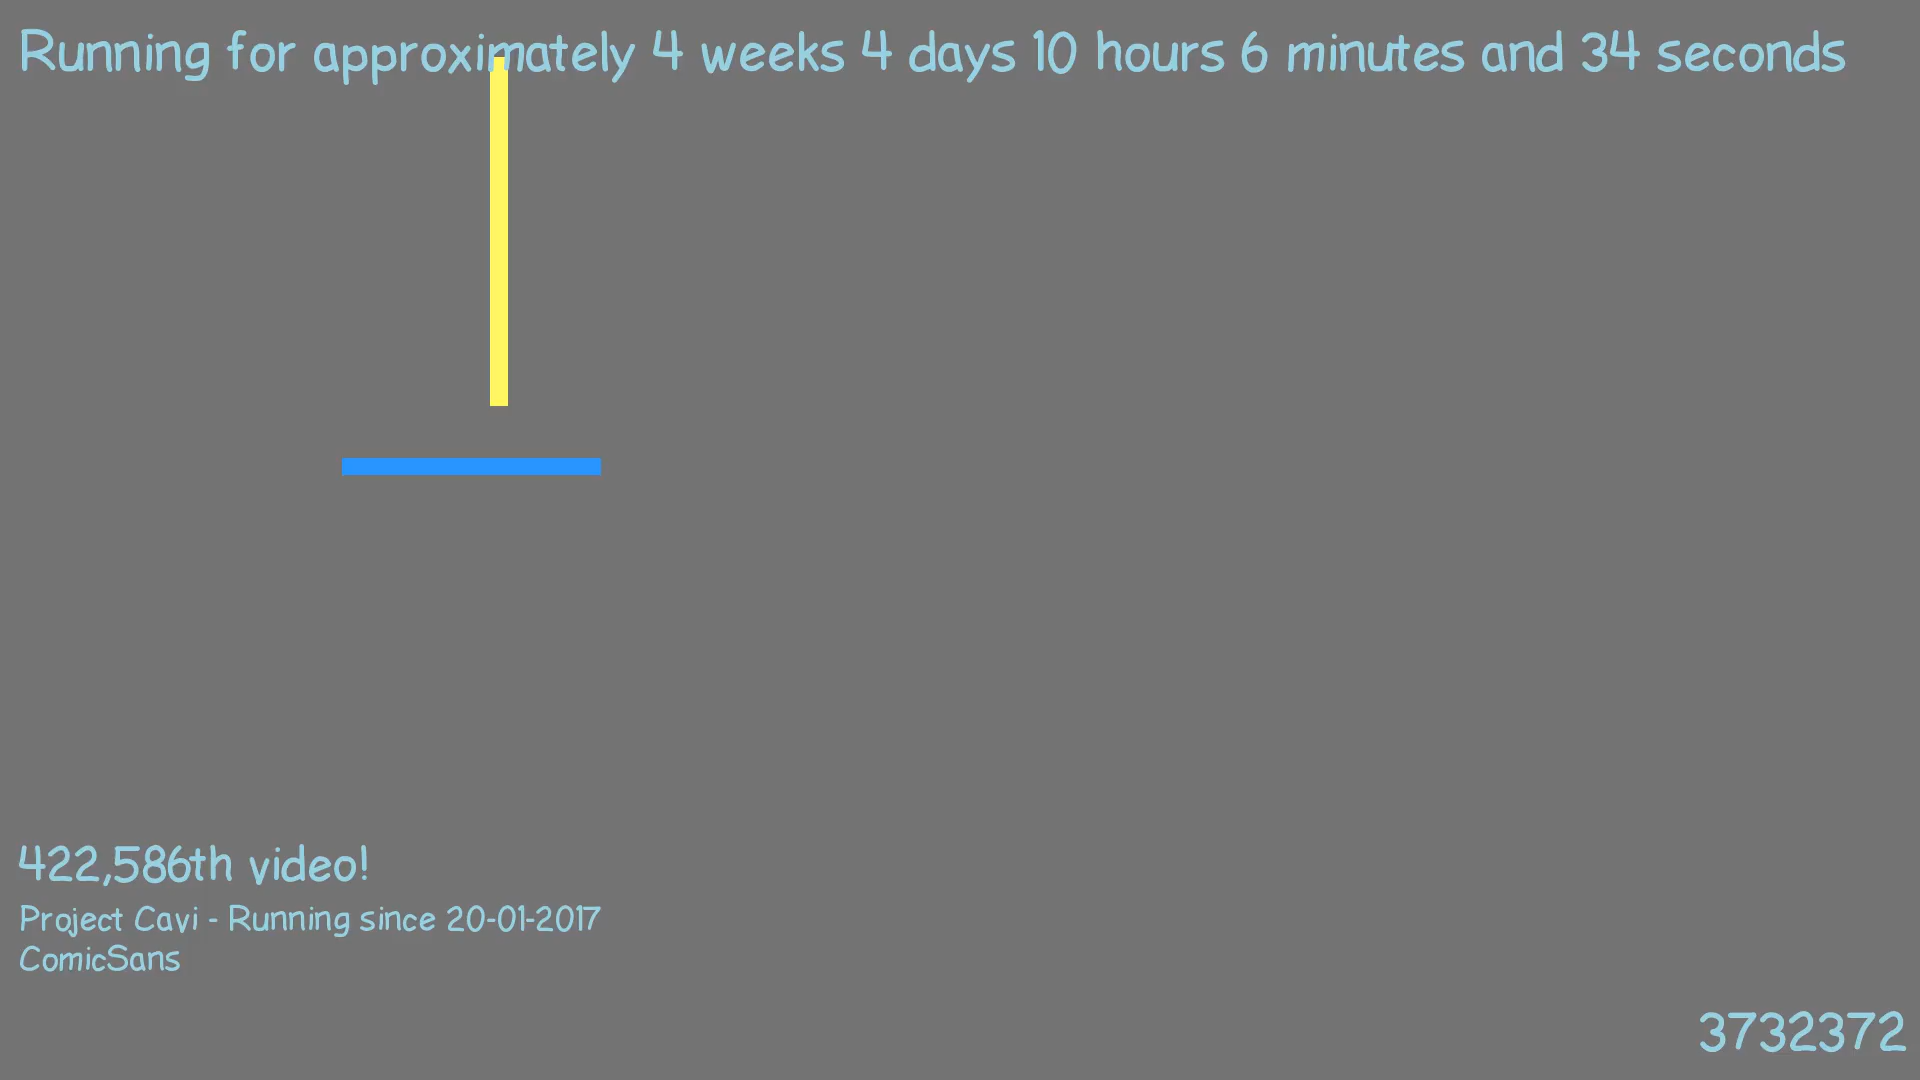 Running for approximately 4 weeks 4 days 10 hours 6 minutes and 34 seconds
422,586th video!
Project Cavi - Running since 20-01-2017
ComicSans
3732372